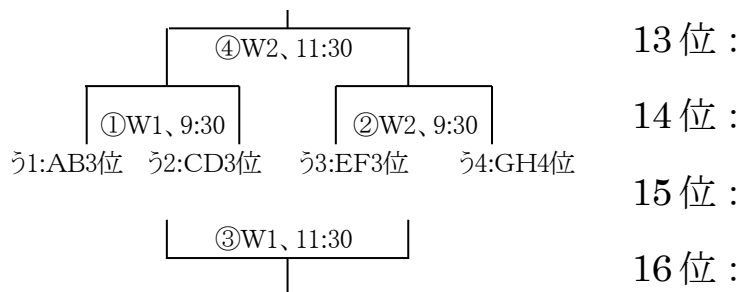 ④W2、11:30
①W1、9:30
②W2、9:30
う1:AB3位
う2:CD3位
う3:EF3位
う4:GH4位
③W1、11:30
13位：
14位：
15位：
16位：